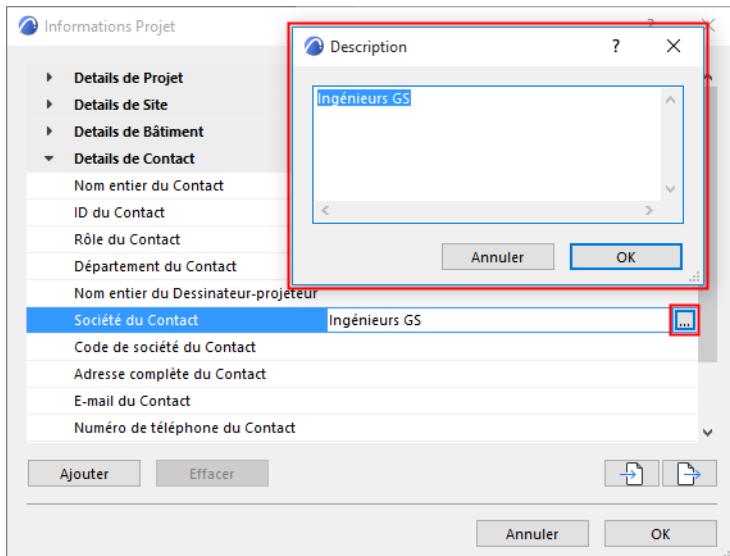 Informations Projet
Description
Ingénieurs GS
Annuler
OK
Details de Projet
Details de Site
Details de Bâtiment
Details de Contact
Nom entier du Contact
ID du Contact
Rôle du Contact
Département du Contact
Nom entier du Dessinateur-projeteur
Société du Contact Ingénieurs GS ...
Code de société du Contact
Adresse complète du Contact
E-mail du Contact
Numéro de téléphone du Contact
Ajouter Effacer
Annuler OK